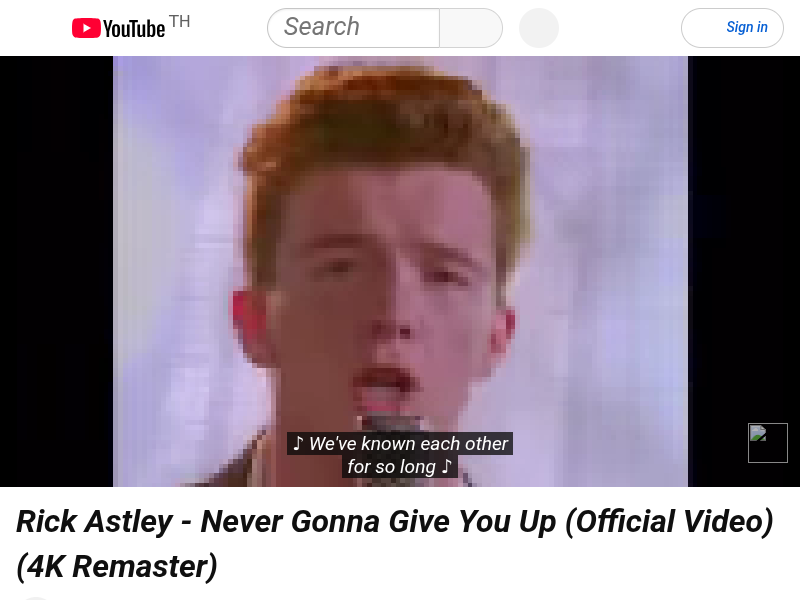 YouTube TH
Search
Sign in
♪ We've known each other
for so long ♪
Rick Astley - Never Gonna Give You Up (Official Video)
(4K Remaster)